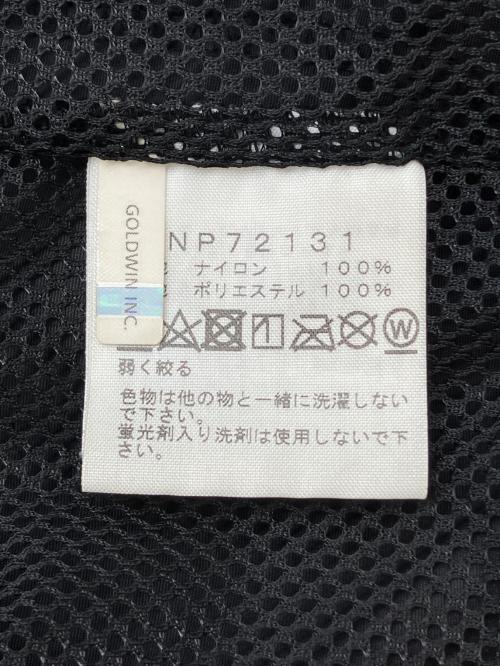 GOLDWIN INC.
NP72131
ナイロン 100%
ポリエステル 100%
W
弱く絞る
色物は他の物と一緒に洗濯しない
で下さい。
蛍光剤入り洗剤は使用しないで下
さい。